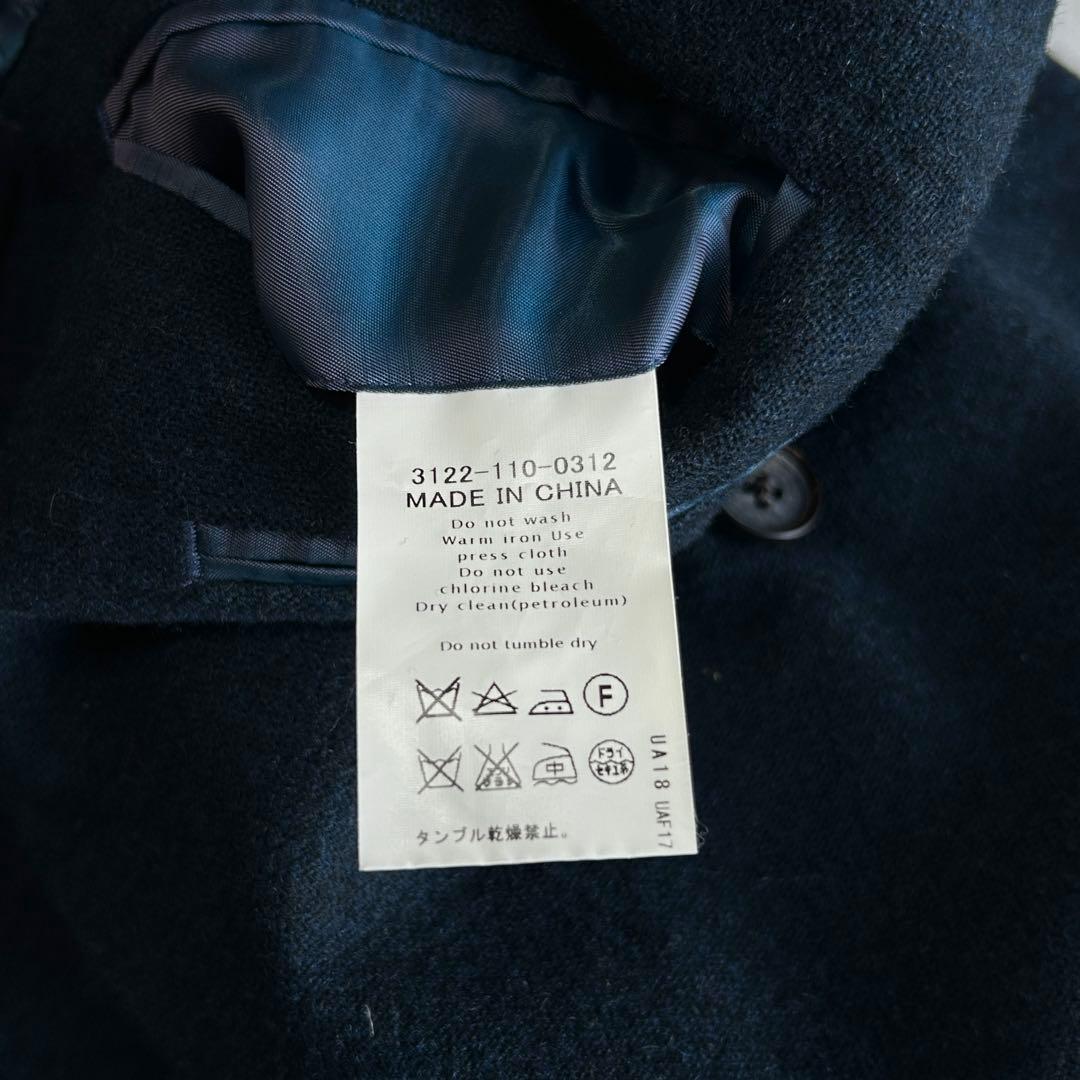 3122-110-0312
MADE IN CHINA
Do not wash
Warm iron Use
press cloth
Do not use
chlorine bleach
Dry clean(petroleum)
Do not tumble dry
F
中
ドライ
セキユ系
タンブル乾燥禁止。
UA18 UAF17